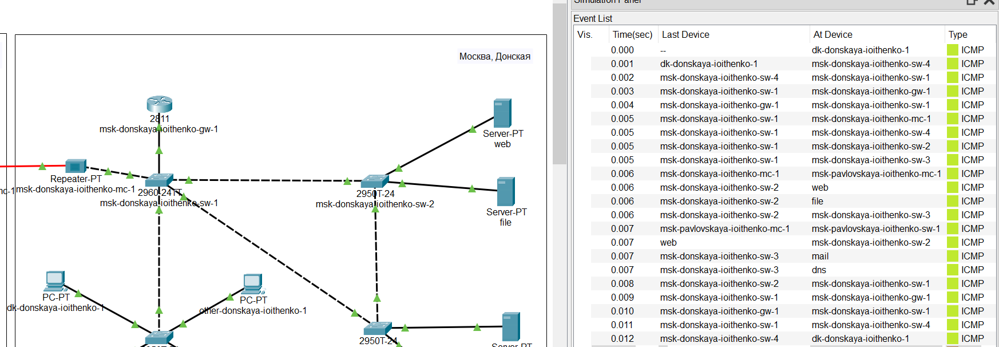 Simulation Panel
Event List
Vis. Time(sec) Last Device At Device Type
0.000 -- dk-donskaya-ioithenko-1 ICMP
0.001 dk-donskaya-ioithenko-1 msk-donskaya-ioithenko-sw-4 ICMP
0.002 msk-donskaya-ioithenko-sw-4 msk-donskaya-ioithenko-sw-1 ICMP
0.003 msk-donskaya-ioithenko-sw-1 msk-donskaya-ioithenko-gw-1 ICMP
0.004 msk-donskaya-ioithenko-gw-1 msk-donskaya-ioithenko-sw-1 ICMP
0.005 msk-donskaya-ioithenko-sw-1 msk-donskaya-ioithenko-mc-1 ICMP
0.005 msk-donskaya-ioithenko-sw-1 msk-donskaya-ioithenko-sw-4 ICMP
0.005 msk-donskaya-ioithenko-sw-1 msk-donskaya-ioithenko-sw-2 ICMP
0.005 msk-donskaya-ioithenko-sw-1 msk-donskaya-ioithenko-sw-3 ICMP
0.006 msk-donskaya-ioithenko-mc-1 msk-pavlovskaya-ioithenko-mc-1 ICMP
0.006 msk-donskaya-ioithenko-sw-2 web ICMP
0.006 msk-donskaya-ioithenko-sw-2 file ICMP
0.006 msk-donskaya-ioithenko-sw-2 msk-donskaya-ioithenko-sw-3 ICMP
0.007 msk-pavlovskaya-ioithenko-mc-1 msk-pavlovskaya-ioithenko-sw-1 ICMP
0.007 web msk-donskaya-ioithenko-sw-2 ICMP
0.007 msk-donskaya-ioithenko-sw-3 mail ICMP
0.007 msk-donskaya-ioithenko-sw-3 dns ICMP
0.008 msk-donskaya-ioithenko-sw-2 msk-donskaya-ioithenko-sw-1 ICMP
0.009 msk-donskaya-ioithenko-sw-1 msk-donskaya-ioithenko-gw-1 ICMP
0.010 msk-donskaya-ioithenko-gw-1 msk-donskaya-ioithenko-sw-1 ICMP
0.011 msk-donskaya-ioithenko-sw-1 msk-donskaya-ioithenko-sw-4 ICMP
0.012 msk-donskaya-ioithenko-sw-4 dk-donskaya-ioithenko-1 ICMP
Москва, Донская
2811
msk-donskaya-ioithenko-gw-1
Server-PT
web
Repeater-PT
nc-1
msk-donskaya-ioithenko-mc-1
2960-24TT
msk-donskaya-ioithenko-sw-1
2950T-24
msk-donskaya-ioithenko-sw-2
Server-PT
file
PC-PT
dk-donskaya-ioithenko-1
PC-PT
other-donskaya-ioithenko-1
2950T-24
Server-PT